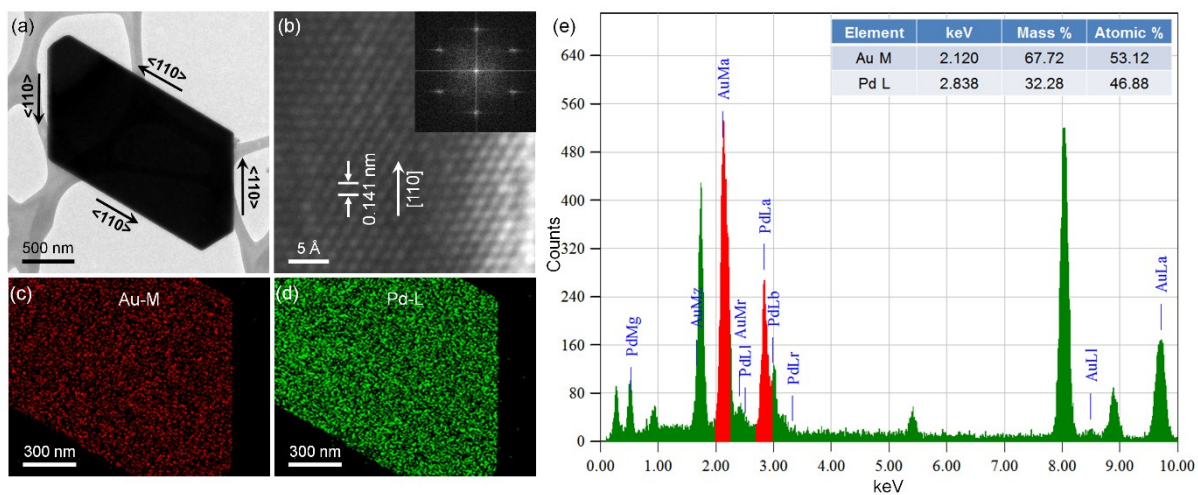 (a)
<110>
<110>
<110>
<110>
500 nm
(b)
0.141 nm
[110]
5 Å
(c)
Au-M
300 nm
(d)
Pd-L
300 nm
(e)
Element keV Mass % Atomic %
Au M 2.120 67.72 53.12
Pd L 2.838 32.28 46.88
Counts
640
560
480
400
320
240
160
80
0
PdMg
AuMz
AuMa
AuMr
PdLl
PdLa
PdLb
PdLr
AuLl
AuLa
0.00 1.00 2.00 3.00 4.00 5.00 6.00 7.00 8.00 9.00 10.00
keV